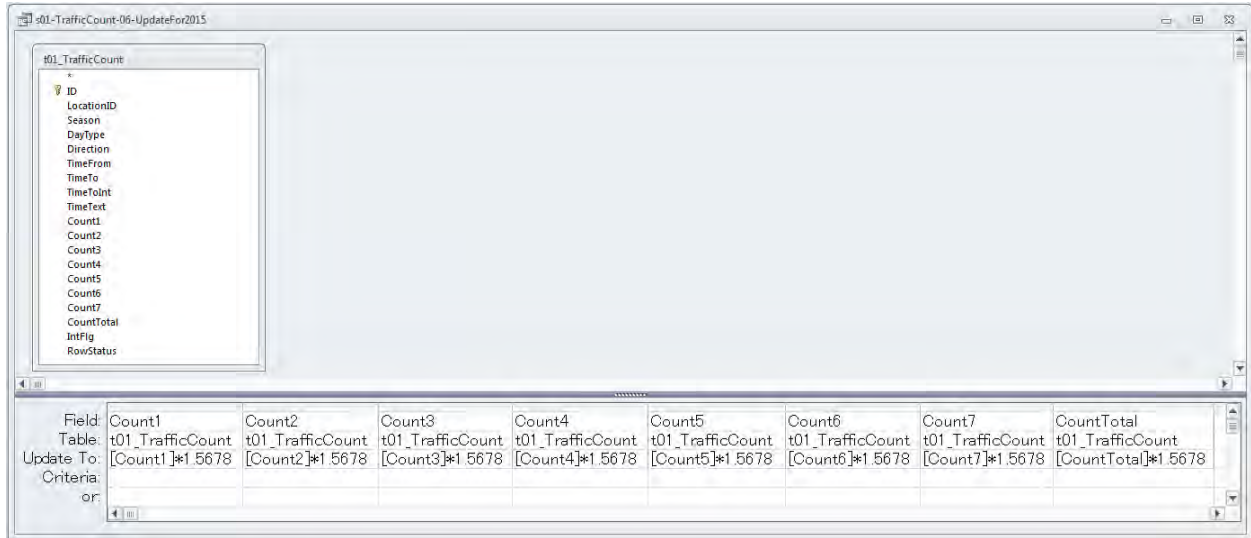 s01-TrafficCount-06-UpdateFor2015
t01_TrafficCount
*
ID
LocationID
Season
DayType
Direction
TimeFrom
TimeTo
TimeToInt
TimeText
Count1
Count2
Count3
Count4
Count5
Count6
Count7
CountTotal
IntFlg
RowStatus
Field: Count1 Count2 Count3 Count4 Count5 Count6 Count7 CountTotal
Table: t01_TrafficCount t01_TrafficCount t01_TrafficCount t01_TrafficCount t01_TrafficCount t01_TrafficCount t01_TrafficCount t01_TrafficCount
Update To: [Count1]*1.5678 [Count2]*1.5678 [Count3]*1.5678 [Count4]*1.5678 [Count5]*1.5678 [Count6]*1.5678 [Count7]*1.5678 [CountTotal]*1.5678
Criteria:
or: